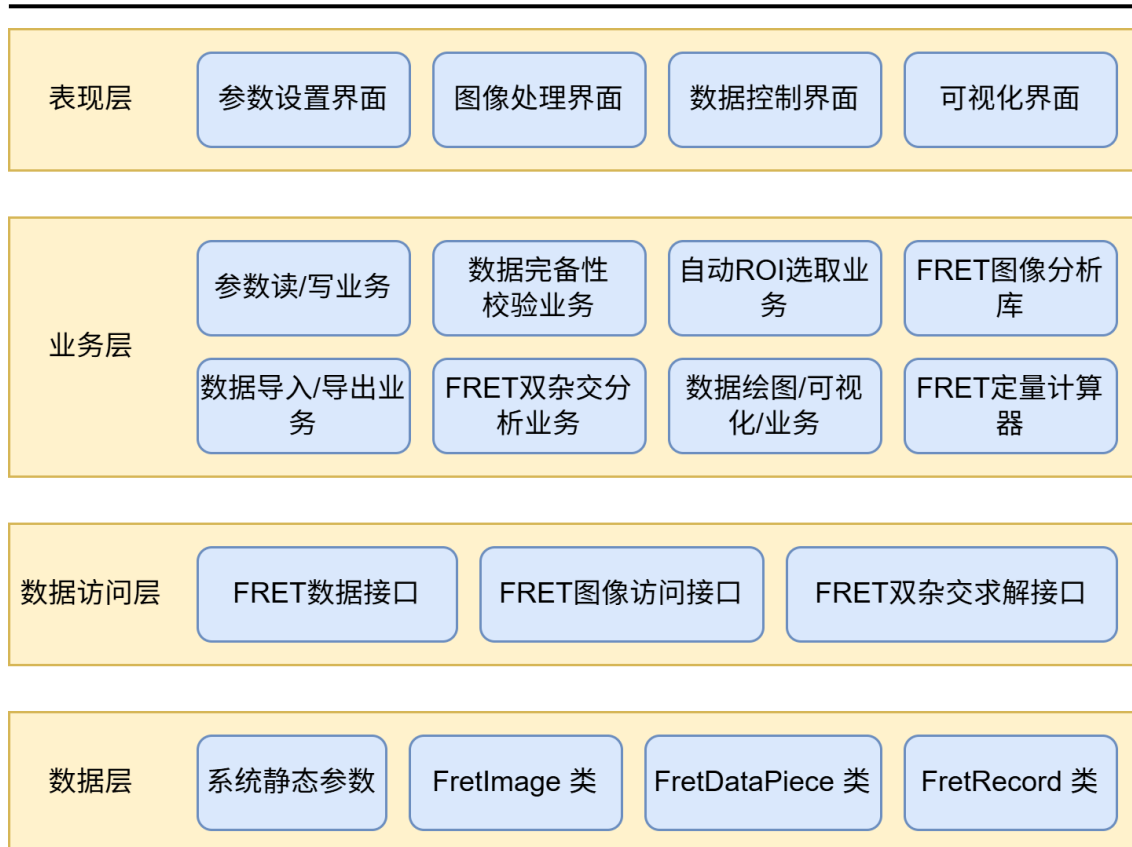 表现层
参数设置界面
图像处理界面
数据控制界面
可视化界面
业务层
参数读/写业务
数据完备性
校验业务
自动ROI选取业
务
FRET图像分析
库
数据导入/导出业
务
FRET双杂交分
析业务
数据绘图/可视
化/业务
FRET定量计算
器
数据访问层
FRET数据接口
FRET图像访问接口
FRET双杂交求解接口
数据层
系统静态参数
FretImage 类
FretDataPiece 类
FretRecord 类